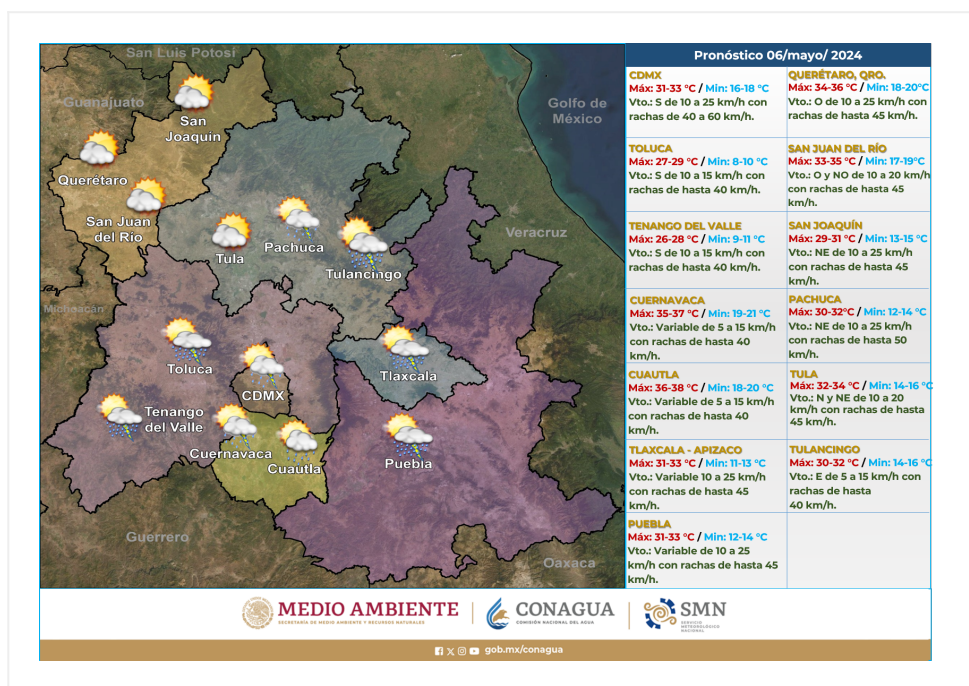 San Luis Potosí
Guanajuato
Golfo de
México
San
Joaquín
Querétaro
San Juan
del Río
Tula
Pachuca
Tulancingo
Veracruz
Michoacán
Toluca
Tlaxcala
CDMX
Tenango
del Valle
Cuernavaca
Cuautla
Puebla
Guerrero
Oaxaca
Pronóstico 06/mayo/ 2024
CDMX
Máx: 31-33 °C / Min: 16-18 °C
Vto.: S de 10 a 25 km/h con
rachas de 40 a 60 km/h.
QUERÉTARO, QRO.
Máx: 34-36 °C / Min: 18-20°C
Vto.: O de 10 a 25 km/h con
rachas de hasta 45 km/h.
TOLUCA
Máx: 27-29 °C / Min: 8-10 °C
Vto.: S de 10 a 15 km/h con
rachas de hasta 40 km/h.
SAN JUAN DEL RÍO
Máx: 33-35 °C / Min: 17-19°C
Vto.: O y NO de 10 a 20 km/h
con rachas de hasta 45
km/h.
TENANGO DEL VALLE
Máx: 26-28 °C / Min: 9-11 °C
Vto.: S de 10 a 15 km/h con
rachas de hasta 40 km/h.
SAN JOAQUÍN
Máx: 29-31 °C / Min: 13-15 °C
Vto.: NE de 10 a 25 km/h
con rachas de hasta 45
km/h.
CUERNAVACA
Máx: 35-37 °C / Min: 19-21 °C
Vto.: Variable de 5 a 15 km/h
con rachas de hasta 40
km/h.
PACHUCA
Máx: 30-32°C / Min: 12-14 °C
Vto.: NE de 10 a 25 km/h
con rachas de hasta 50
km/h.
CUAUTLA
Máx: 36-38 °C / Min: 18-20 °C
Vto.: Variable de 5 a 15 km/h
con rachas de hasta 40
km/h.
TULA
Máx: 32-34 °C / Min: 14-16 °C
Vto.: N y NE de 10 a 20
km/h con rachas de hasta
45 km/h.
TLAXCALA - APIZACO
Máx: 31-33 °C / Min: 11-13 °C
Vto.: Variable 10 a 25 km/h
con rachas de hasta 45
km/h.
TULANCINGO
Máx: 30-32 °C / Min: 14-16 °C
Vto.: E de 5 a 15 km/h con
rachas de hasta
40 km/h.
PUEBLA
Máx: 31-33 °C / Min: 12-14 °C
Vto.: Variable de 10 a 25
km/h con rachas de hasta 45
km/h.
MEDIO AMBIENTE
SECRETARÍA DE MEDIO AMBIENTE Y RECURSOS NATURALES
CONAGUA
COMISIÓN NACIONAL DEL AGUA
SMN
SERVICIO
METEOROLÓGICO
NACIONAL
gob.mx/conagua